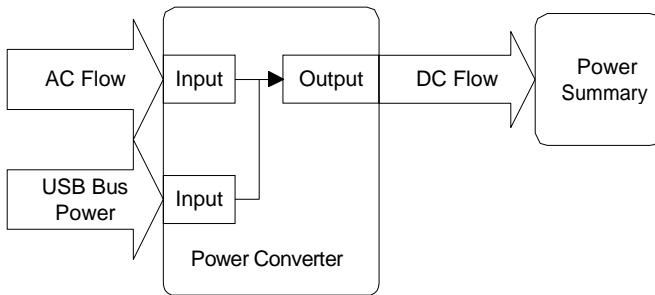 AC Flow
Input
Output
DC Flow
Power
Summary
USB Bus
Power
Input
Power Converter